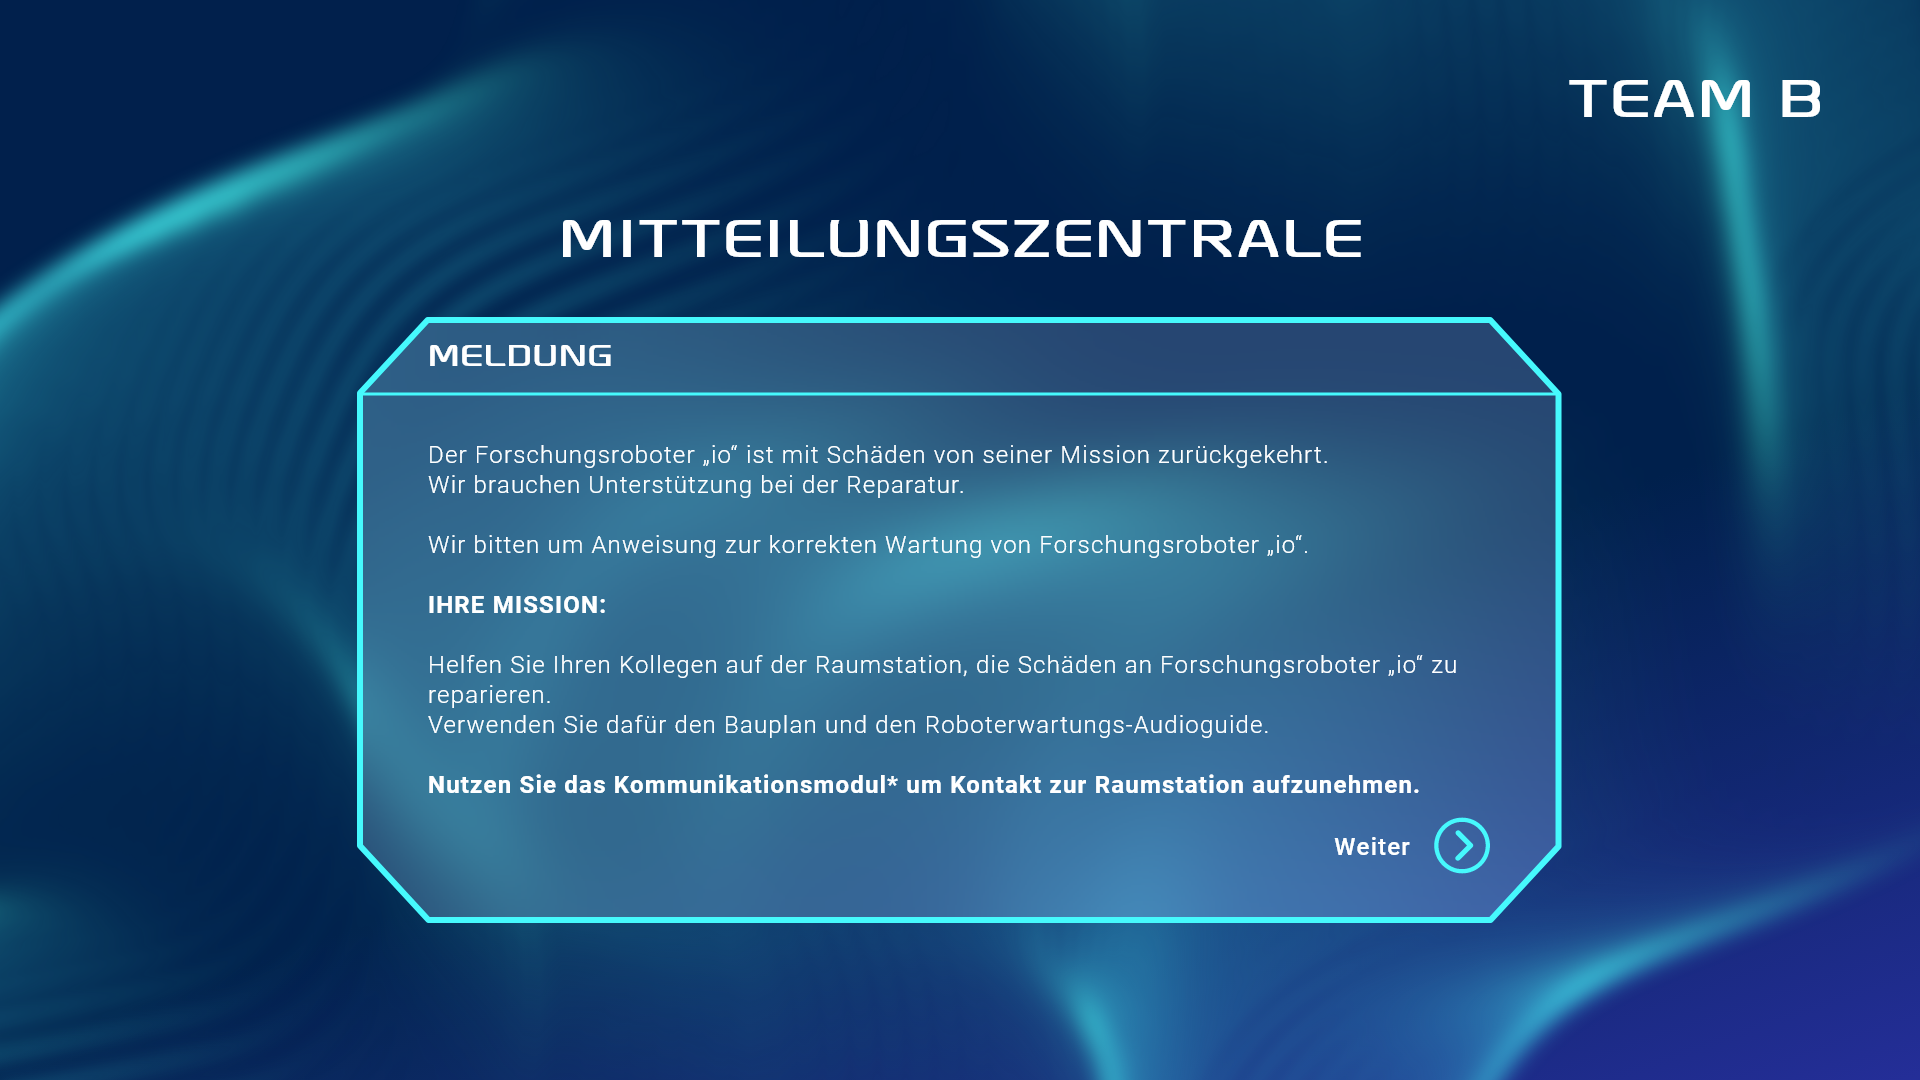 TEAM B
MITTEILUNGSZENTRALE
MELDUNG
Der Forschungsroboter „io“ ist mit Schäden von seiner Mission zurückgekehrt.
Wir brauchen Unterstützung bei der Reparatur.
Wir bitten um Anweisung zur korrekten Wartung von Forschungsroboter „io“.
IHRE MISSION:
Helfen Sie Ihren Kollegen auf der Raumstation, die Schäden an Forschungsroboter „io“ zu
reparieren.
Verwenden Sie dafür den Bauplan und den Roboterwartungs-Audioguide.
Nutzen Sie das Kommunikationsmodul* um Kontakt zur Raumstation aufzunehmen.
Weiter